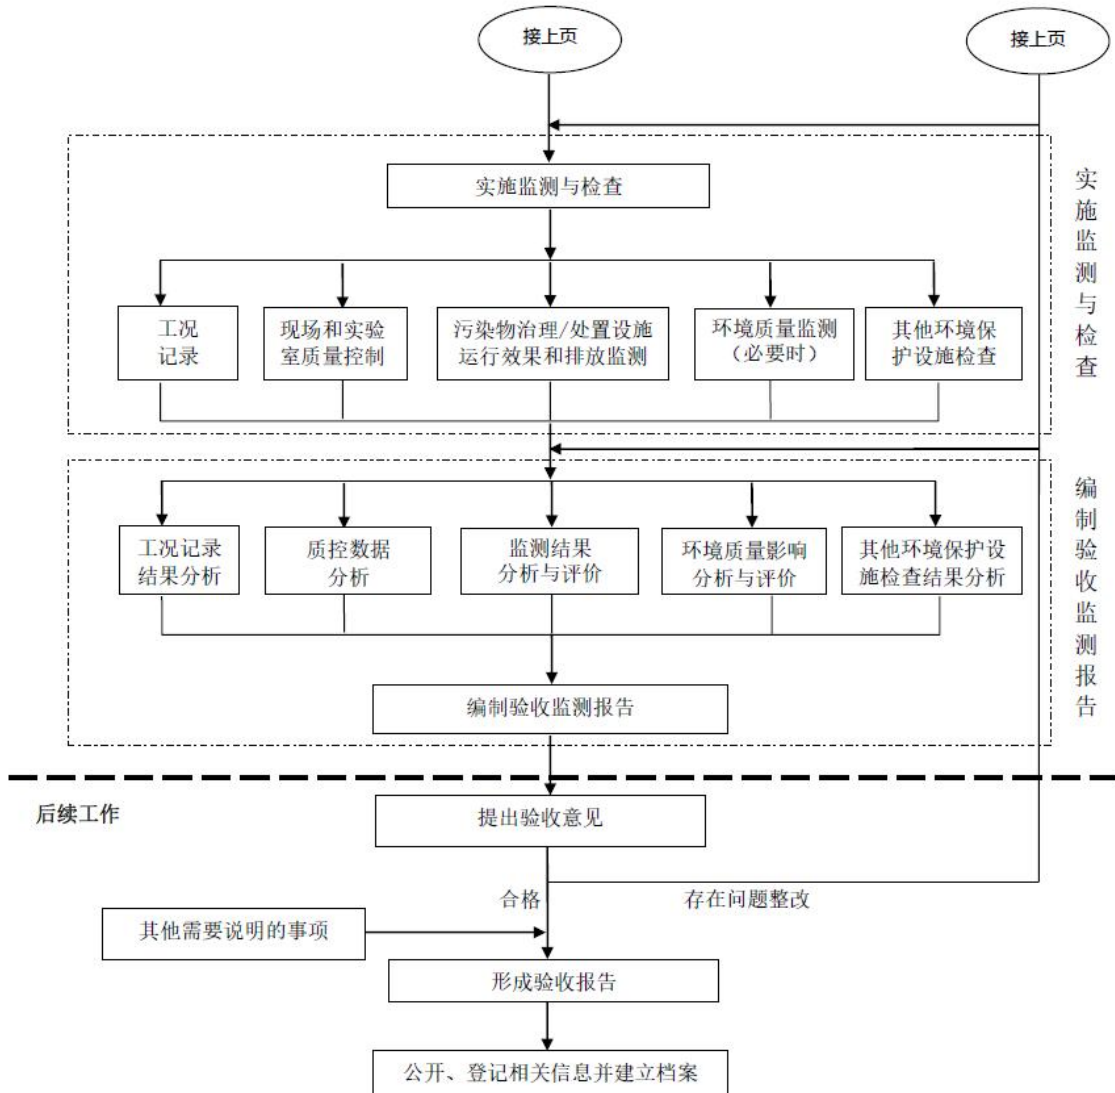 接上页
接上页
实施监测与检查
实施监测与检查
工况
记录
现场和实验
室质量控制
污染物治理/处置设施
运行效果和排放监测
环境质量监测
（必要时）
其他环境保
护设施检查
工况记录
结果分析
质控数据
分析
监测结果
分析与评价
环境质量影响
分析与评价
其他环境保护设
施检查结果分析
编制验收监测报告
编制验收监测报告
后续工作
提出验收意见
合格
存在问题整改
其他需要说明的事项
形成验收报告
公开、登记相关信息并建立档案